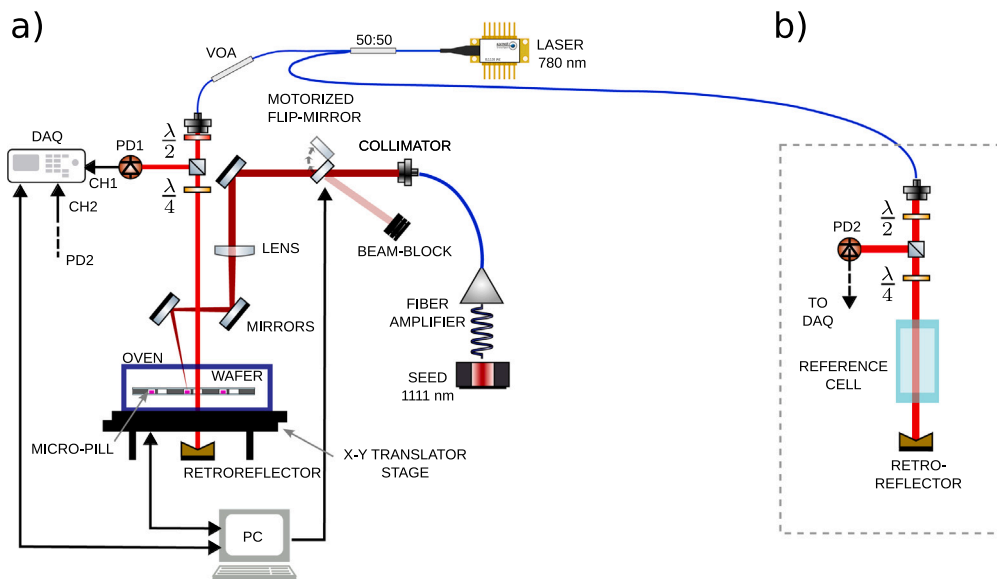 a)
b)
50:50
VOA
LASER
780 nm
MOTORIZED
FLIP-MIRROR
COLLIMATOR
DAQ
PD1
λ/2
CH1
λ/4
CH2
PD2
LENS
BEAM-BLOCK
FIBER
AMPLIFIER
MIRRORS
OVEN
WAFER
SEED
1111 nm
MICRO-PILL
RETROREFLECTOR
X-Y TRANSLATOR
STAGE
PC
λ/2
PD2
λ/4
TO
DAQ
REFERENCE
CELL
RETRO-
REFLECTOR